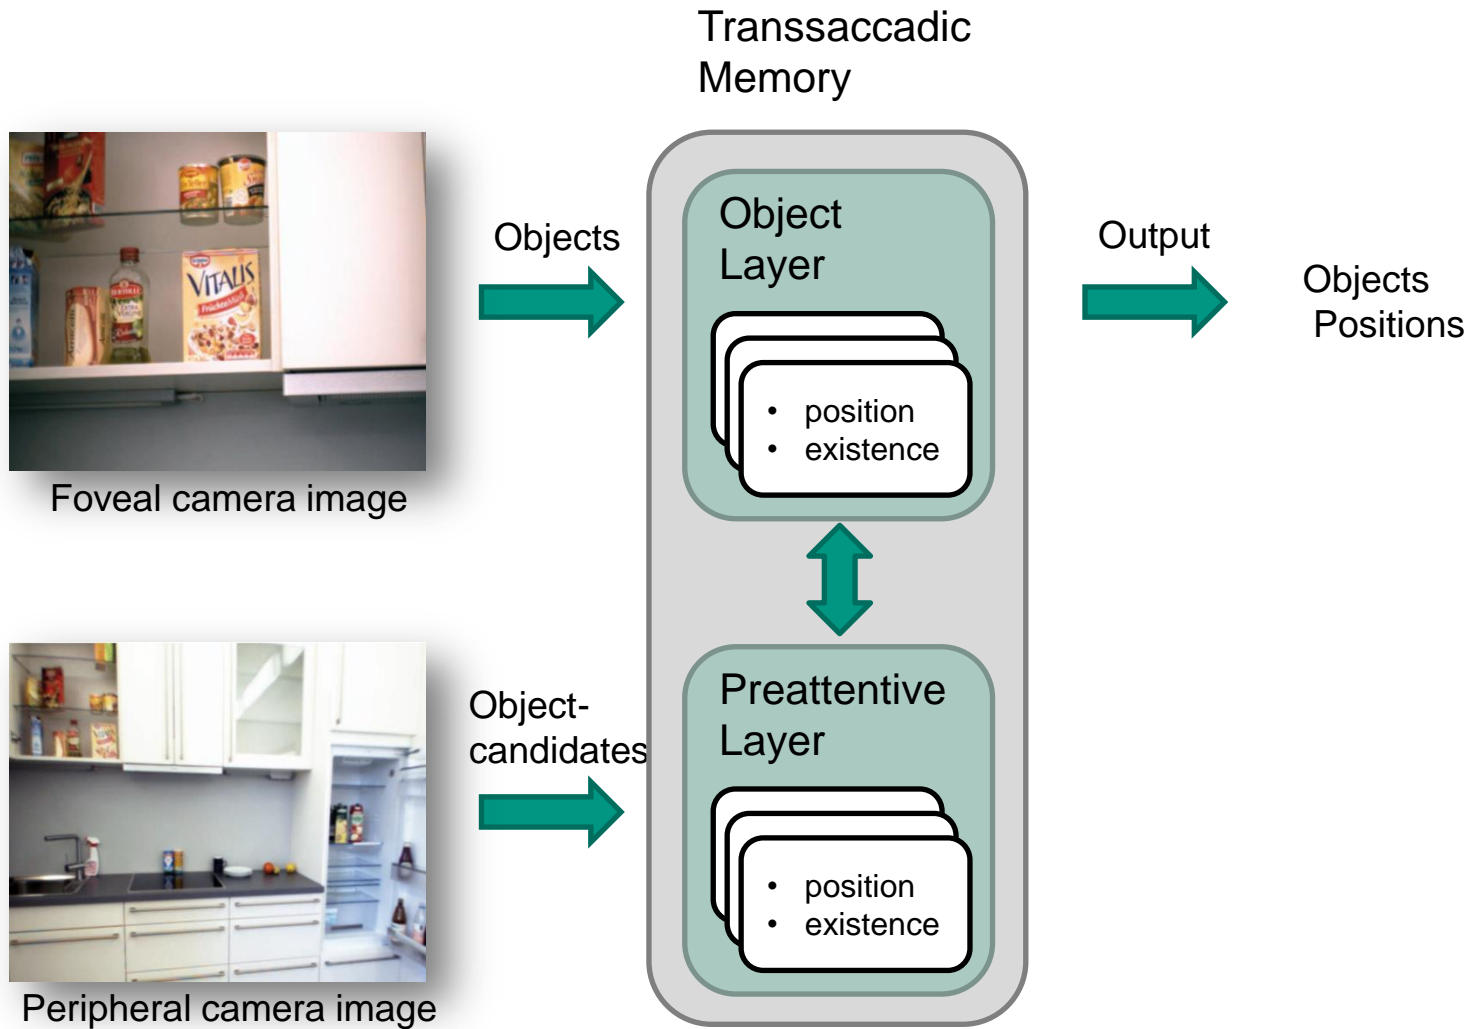 Transsaccadic
Memory
Objects
Object
Layer
• position
• existence
Output
Objects
Positions
VITALIS
Foveal camera image
Object-
candidates
Preattentive
Layer
• position
• existence
Peripheral camera image